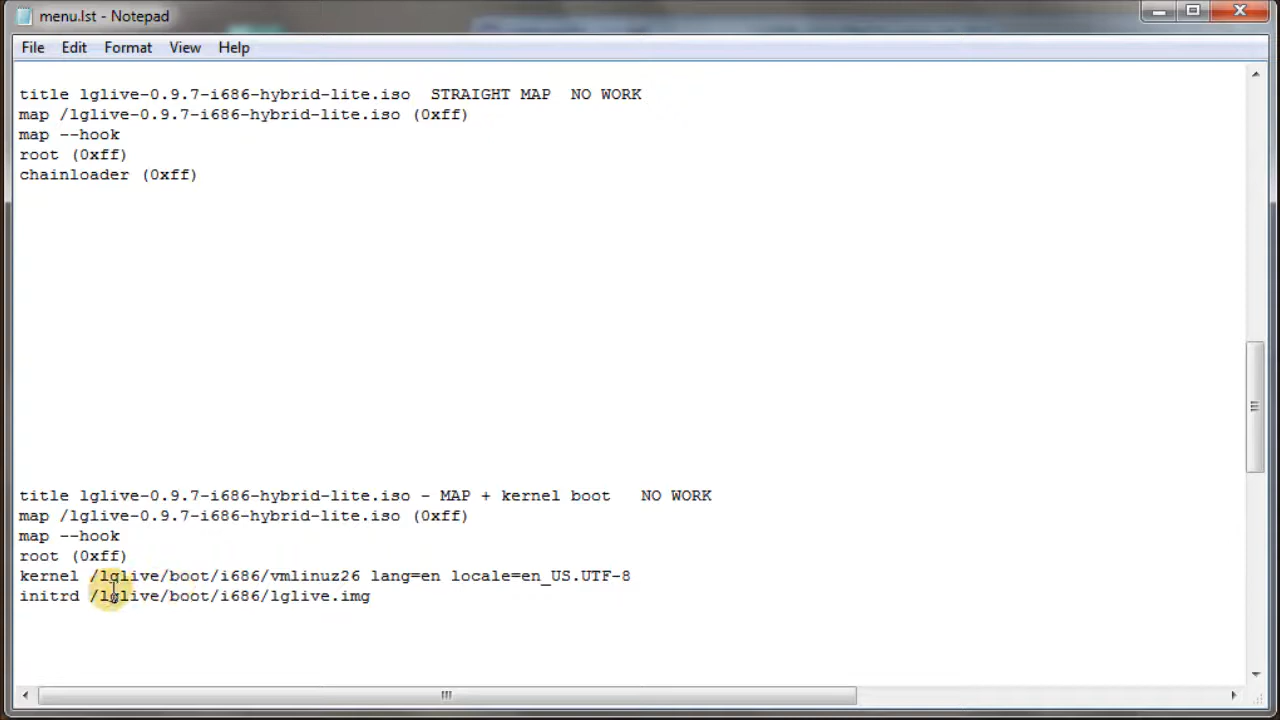 menu.lst - Notepad
File Edit Format View Help
title lglive-0.9.7-i686-hybrid-lite.iso  STRAIGHT MAP  NO WORK
map /lglive-0.9.7-i686-hybrid-lite.iso (0xff)
map --hook
root (0xff)
chainloader (0xff)
title lglive-0.9.7-i686-hybrid-lite.iso - MAP + kernel boot   NO WORK
map /lglive-0.9.7-i686-hybrid-lite.iso (0xff)
map --hook
root (0xff)
kernel /lglive/boot/i686/vmlinuz26 lang=en locale=en_US.UTF-8
initrd /lglive/boot/i686/lglive.img